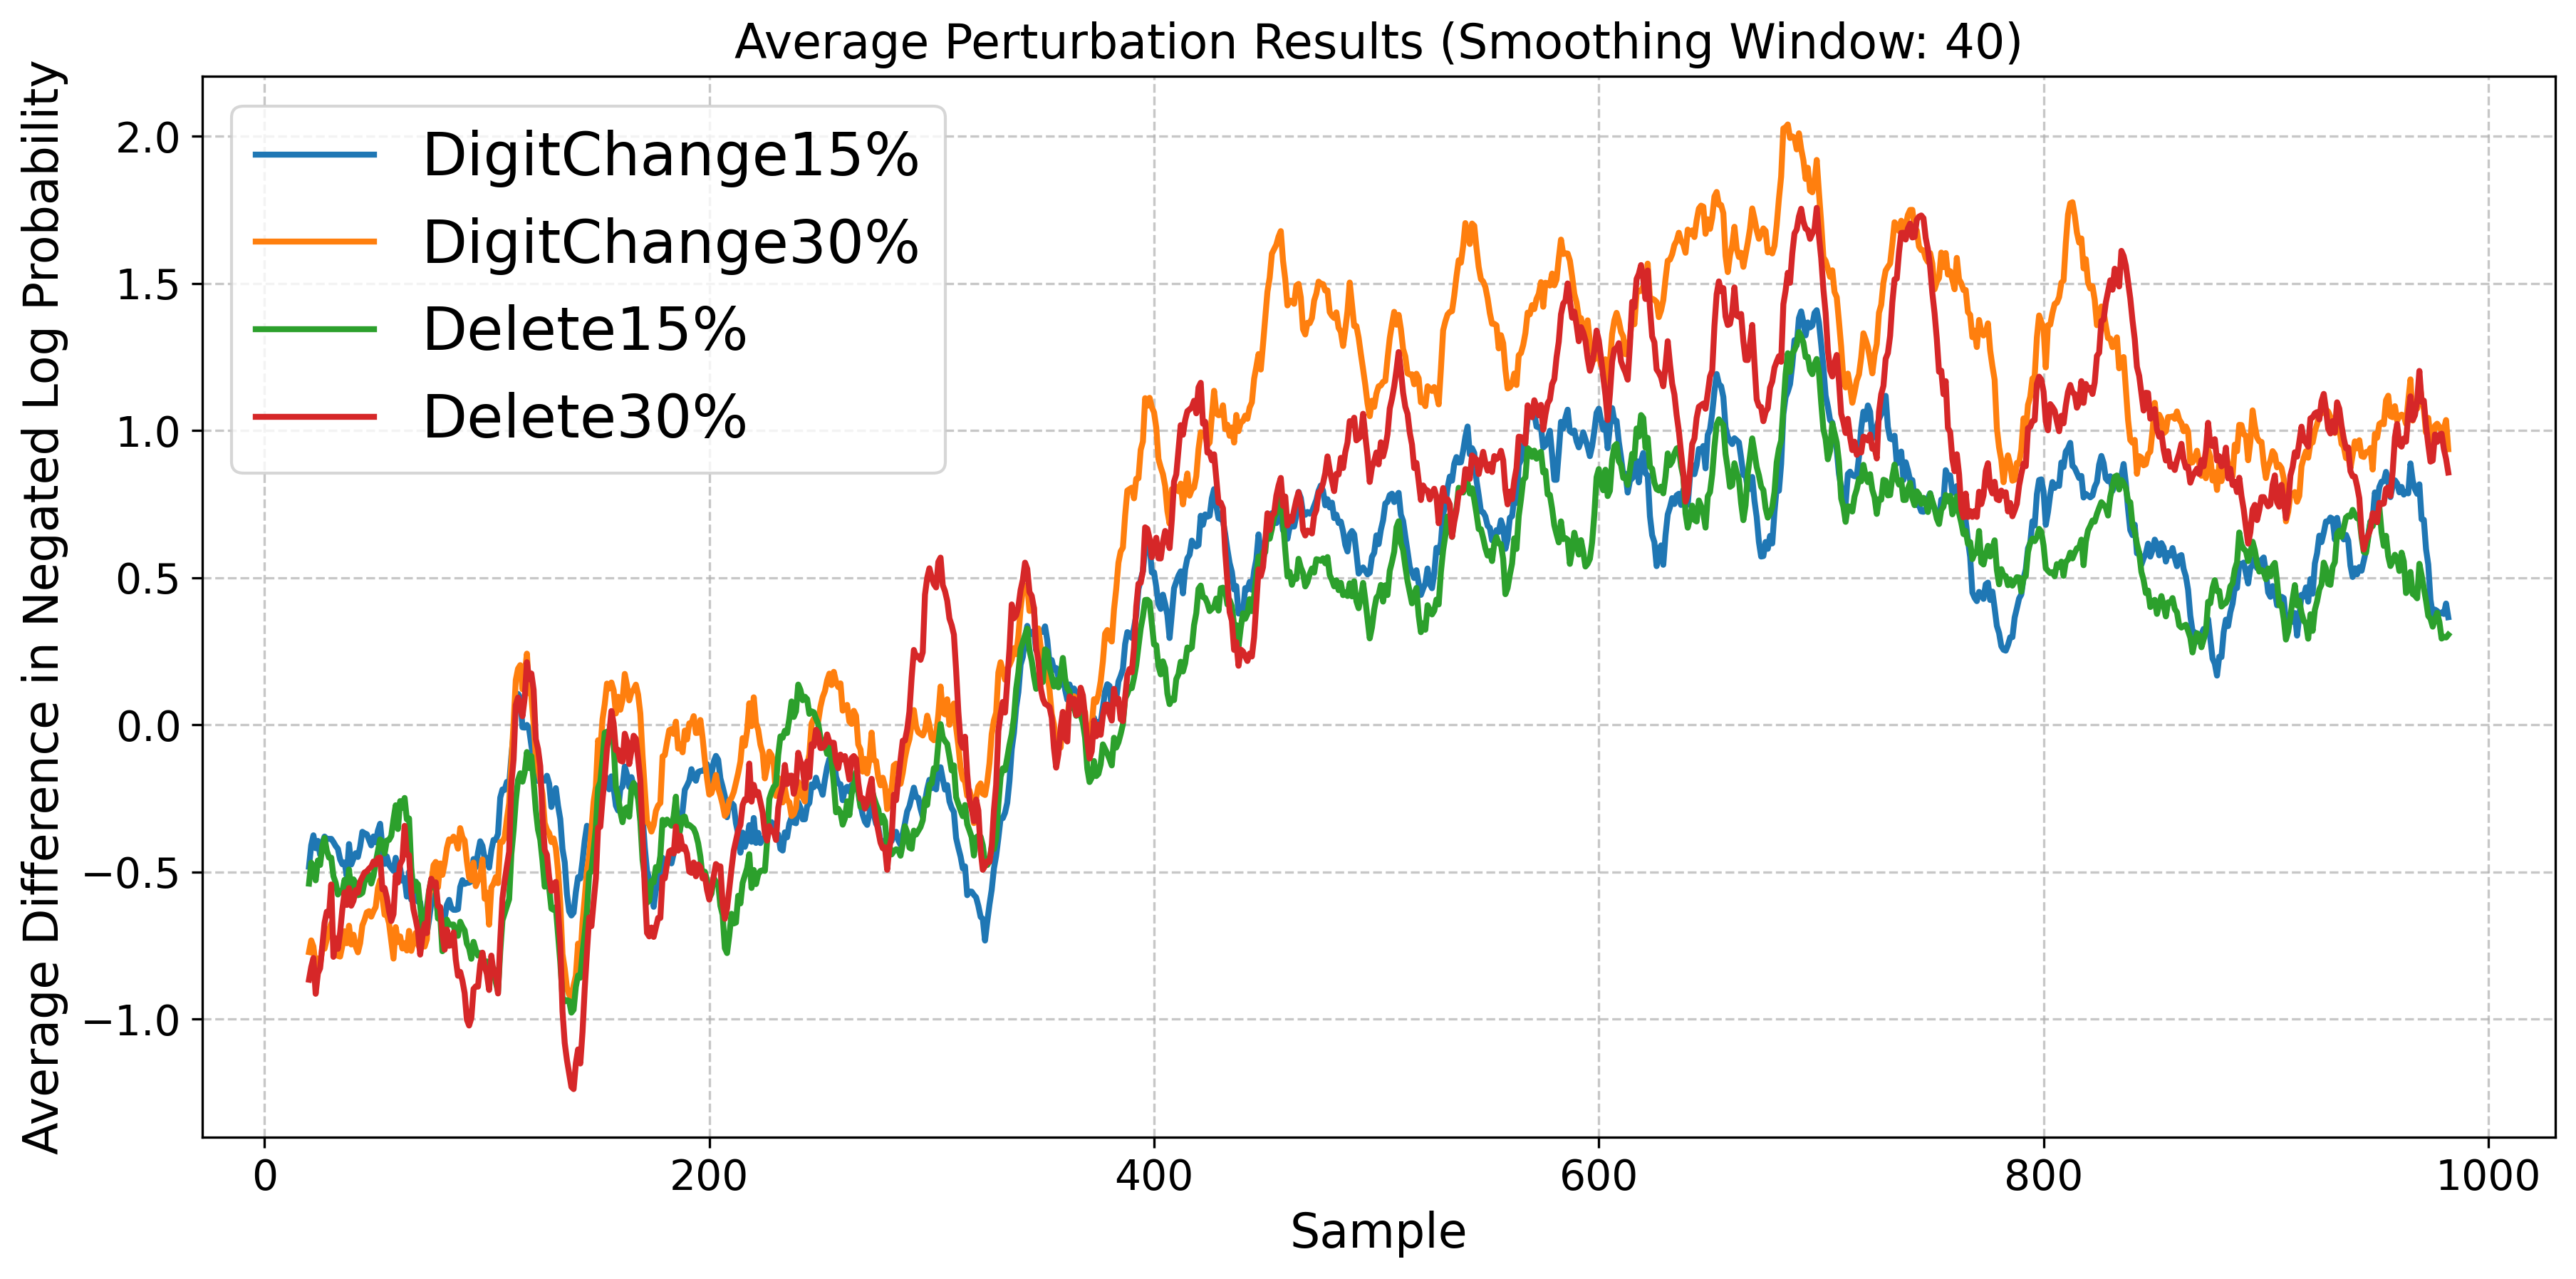 Average Perturbation Results (Smoothing Window: 40)
Average Difference in Negated Log Probability
2.0
1.5
1.0
0.5
0.0
−0.5
−1.0
DigitChange15%
DigitChange30%
Delete15%
Delete30%
0 200 400 600 800 1000
Sample